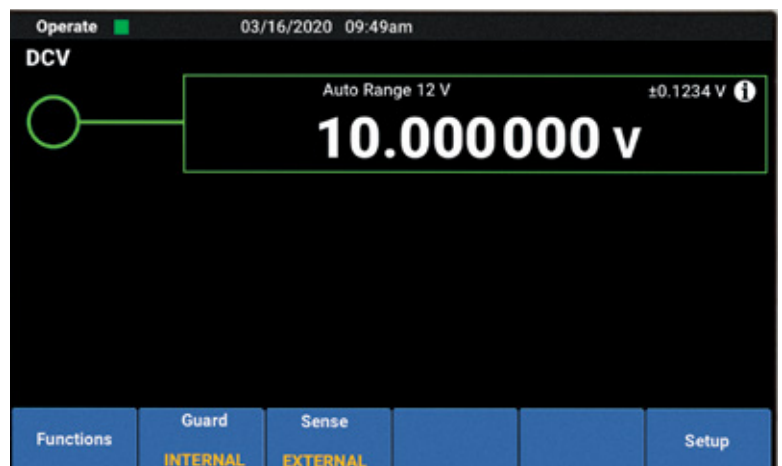 Operate 03/16/2020 09:49am
DCV
Auto Range 12 V ±0.1234 V i
10.000000 V
Functions Guard Sense Setup
INTERNAL EXTERNAL